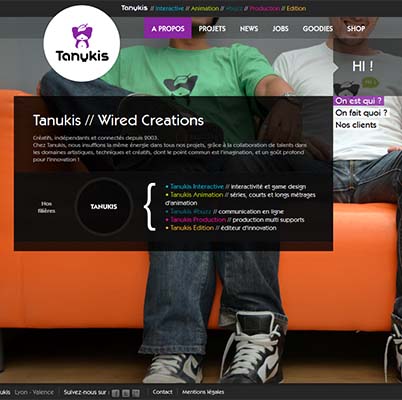 Tanykis // Interactive // Animation // #buzz // Production // Edition
Tanykis
A PROPOS PROJETS NEWS JOBS GOODIES SHOP
HI !
On est qui ?
On fait quoi ?
Nos clients
Tanukis // Wired Creations
Créatifs, indépendants et connectés depuis 2003.
Chez Tanukis, nous insufflons la même énergie dans tous nos projets, grâce à la collaboration de talents dans
les domaines artistiques, techniques et créatifs, dont le point commun est l'imagination, et un goût profond
pour l'innovation !
Nos
filières
TANUKIS
{
• Tanukis Interactive // interactivité et game design
• Tanukis Animation // séries, courts et longs métrages
d'animation
• Tanukis #buzz // communication en ligne
• Tanukis Production // production multi supports
• Tanukis Edition // éditeur d'innovation
ukis Lyon - Valence | Suivez-nous sur : | Contact | Mentions légales